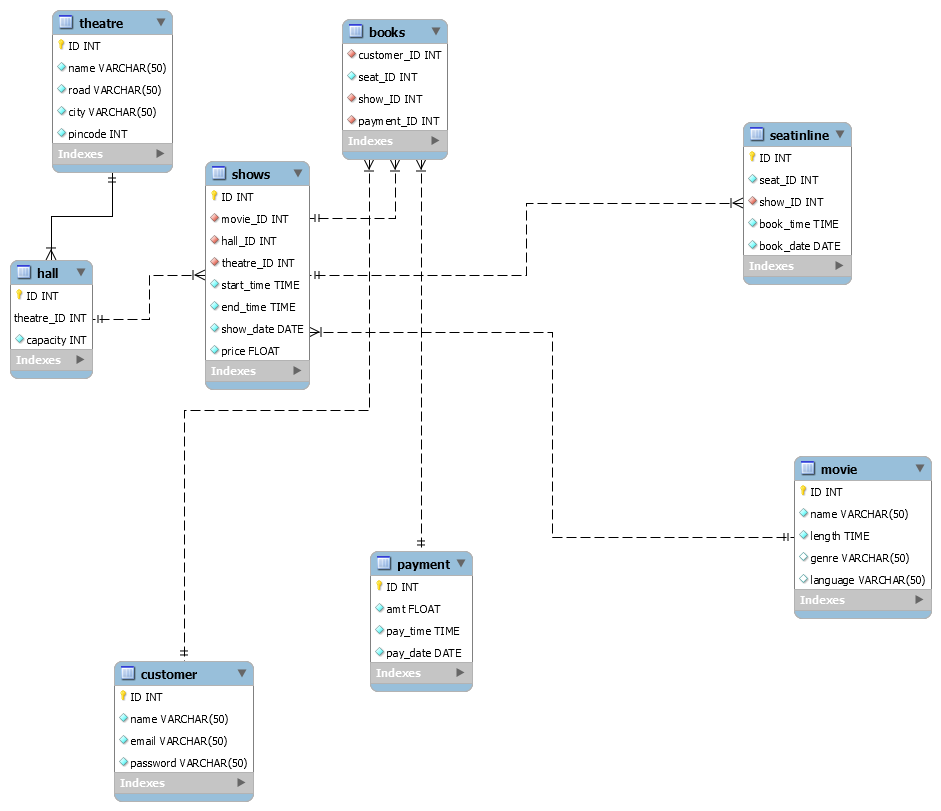 theatre
ID INT
name VARCHAR(50)
road VARCHAR(50)
city VARCHAR(50)
pincode INT
Indexes
books
customer_ID INT
seat_ID INT
show_ID INT
payment_ID INT
Indexes
seatinline
ID INT
seat_ID INT
show_ID INT
book_time TIME
book_date DATE
Indexes
shows
ID INT
movie_ID INT
hall_ID INT
theatre_ID INT
start_time TIME
end_time TIME
show_date DATE
price FLOAT
Indexes
hall
ID INT
theatre_ID INT
capacity INT
Indexes
movie
ID INT
name VARCHAR(50)
length TIME
genre VARCHAR(50)
language VARCHAR(50)
Indexes
payment
ID INT
amt FLOAT
pay_time TIME
pay_date DATE
Indexes
customer
ID INT
name VARCHAR(50)
email VARCHAR(50)
password VARCHAR(50)
Indexes